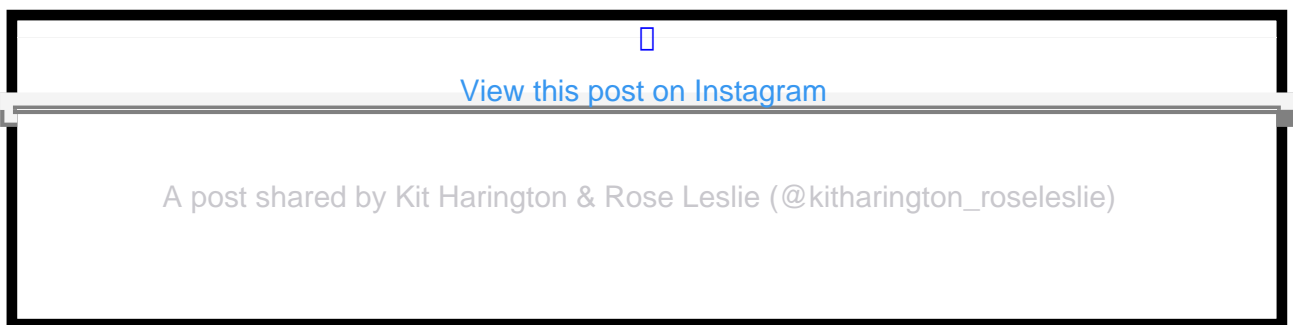 View this post on Instagram
A post shared by Kit Harington & Rose Leslie (@kitharington_roseleslie)